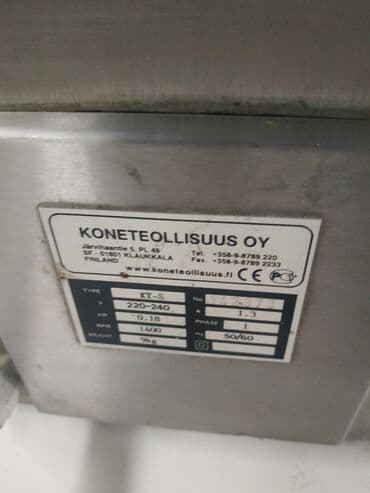 KONETEOLLISUUS OY
Järvihaantie 5, PL 49 Tel. +358-9-8789 220
SF - 01801 KLAUKKALA Fax. +358-9-8789 2233
FINLAND
www.koneteollisuus.fi CE
TYPE KT-S No
V 220-240 A 1.3
kW 0.18 PHASE 1
RPM 1400 Hz 50/60
WEIGHT 9kg